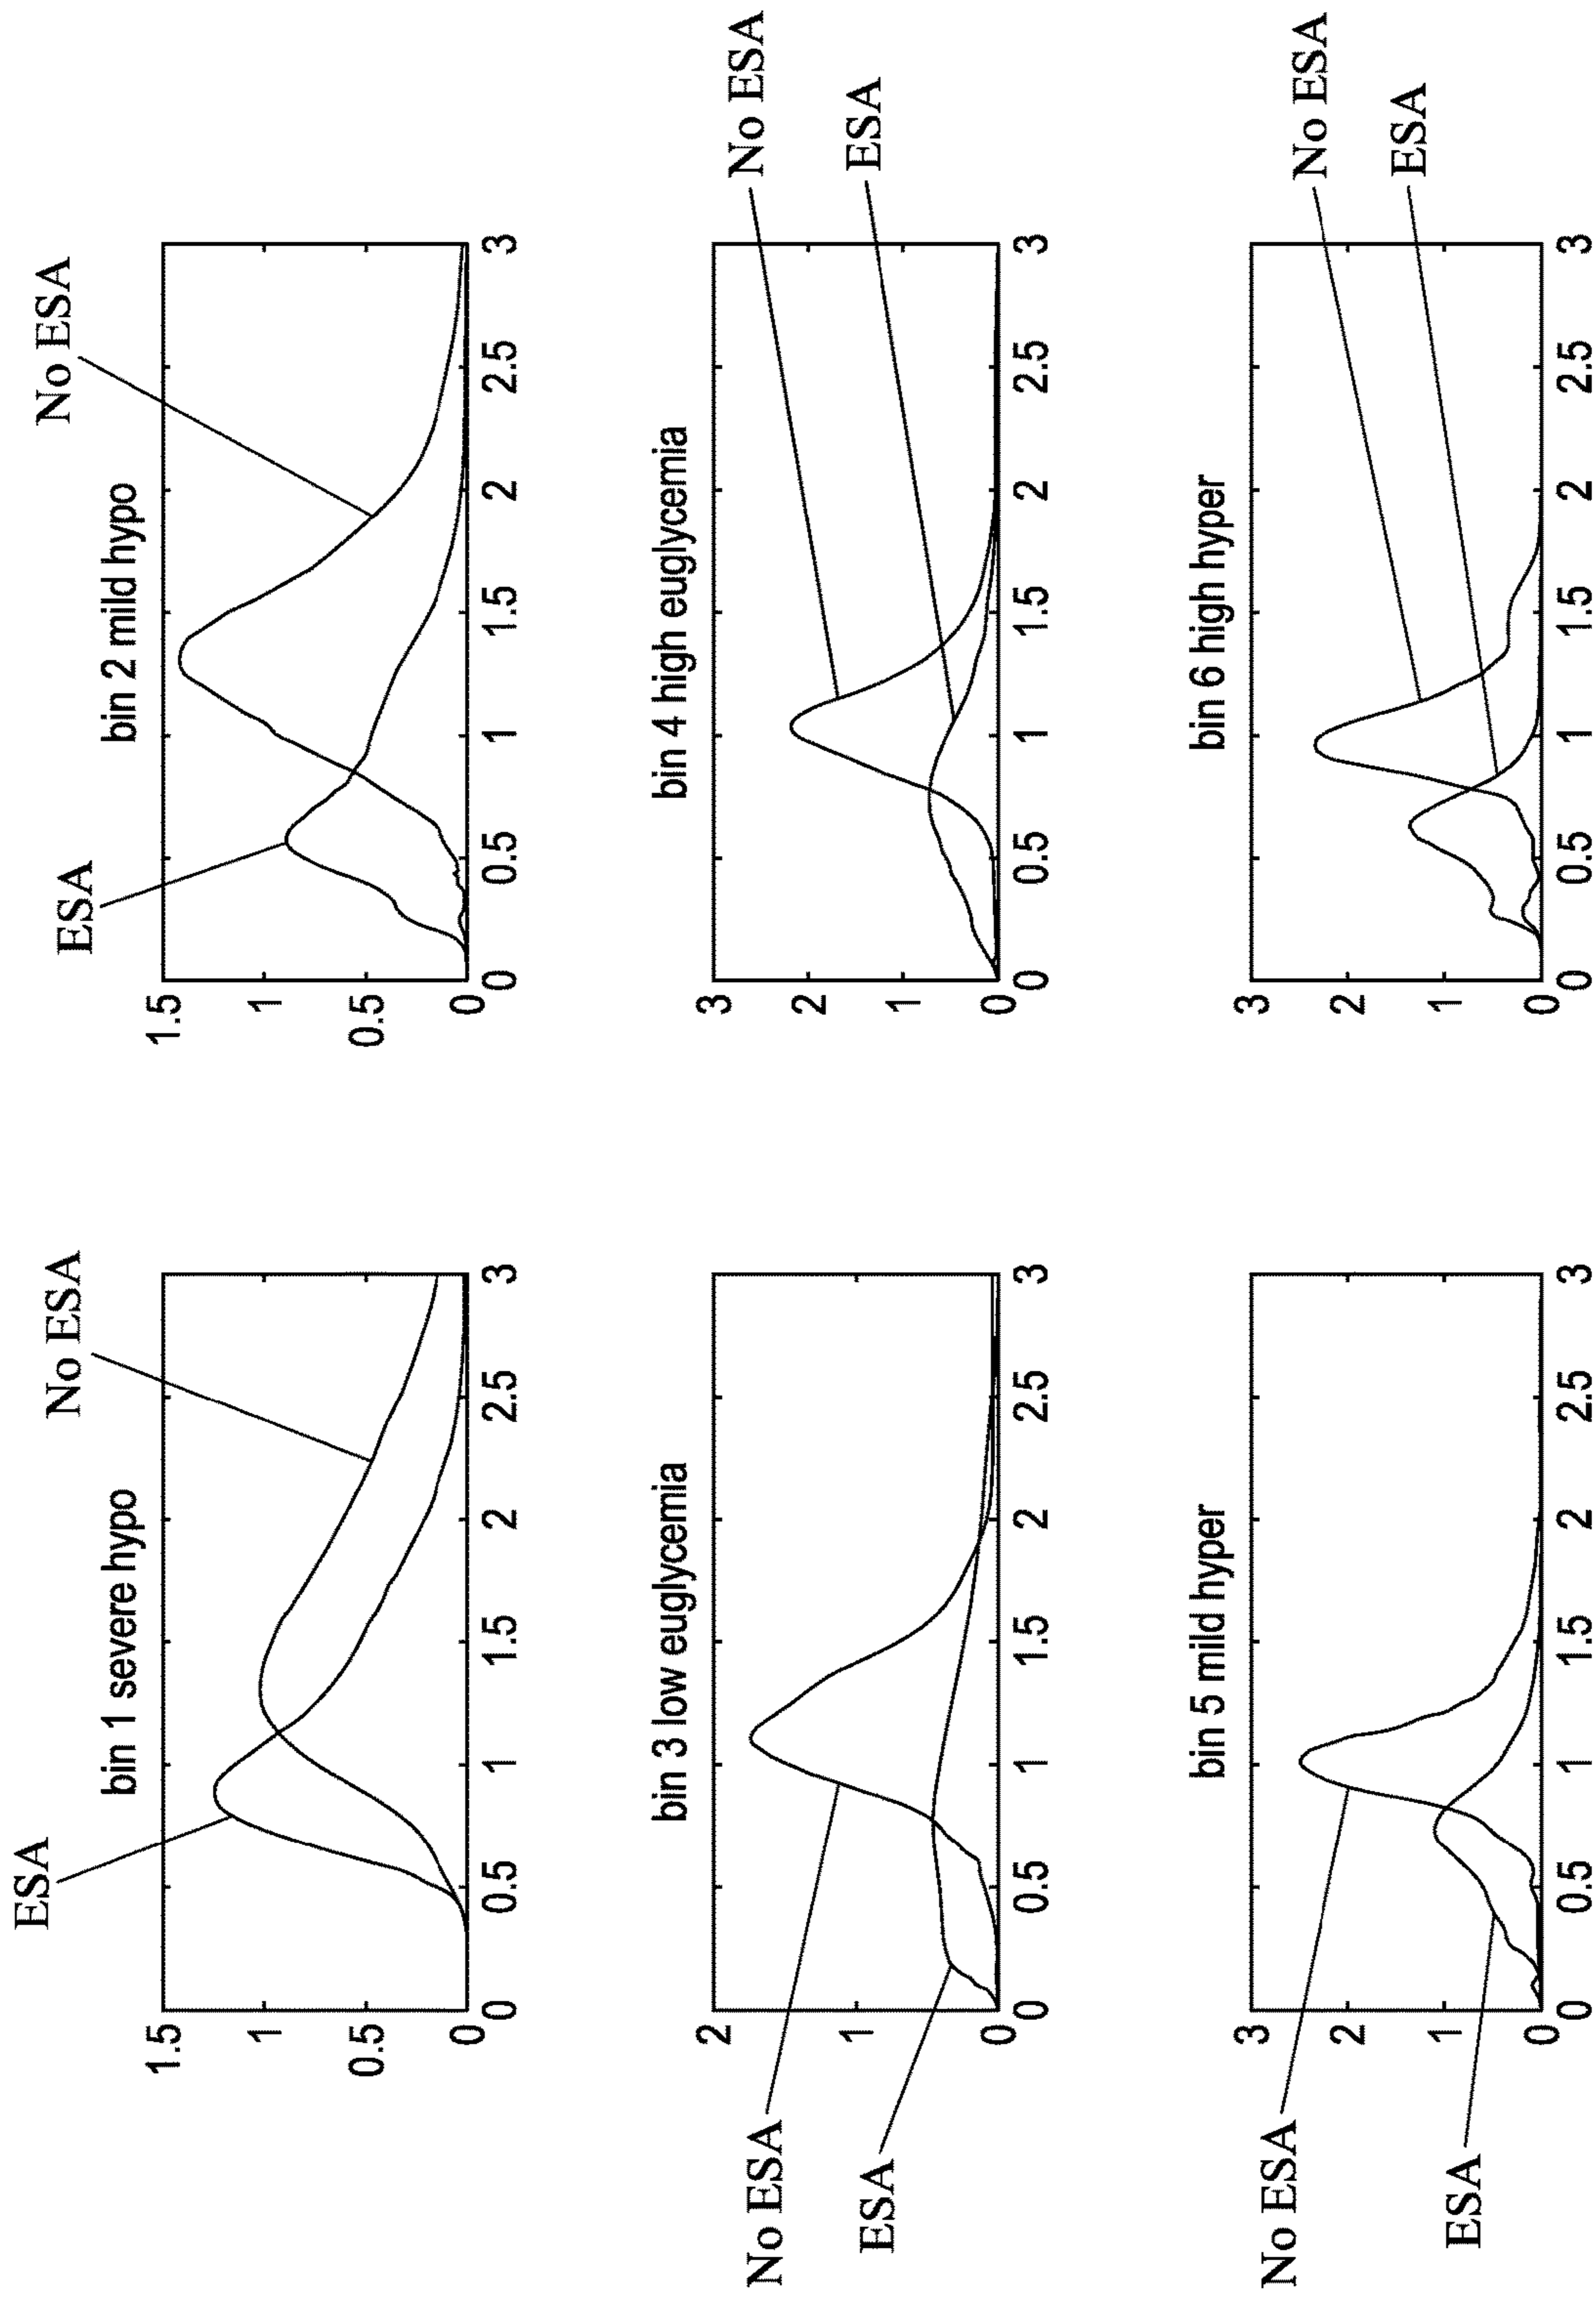 ESA
No ESA
bin 1 severe hypo
1.5
1
0.5
0
0 0.5 1 1.5 2 2.5 3
ESA
No ESA
bin 2 mild hypo
1.5
1
0.5
0
0 0.5 1 1.5 2 2.5 3
bin 3 low euglycemia
No ESA
ESA
2
1
0
0 0.5 1 1.5 2 2.5 3
bin 4 high euglycemia
No ESA
ESA
3
2
1
0
0 0.5 1 1.5 2 2.5 3
bin 5 mild hyper
No ESA
ESA
3
2
1
0
0 0.5 1 1.5 2 2.5 3
bin 6 high hyper
No ESA
ESA
3
2
1
0
0 0.5 1 1.5 2 2.5 3